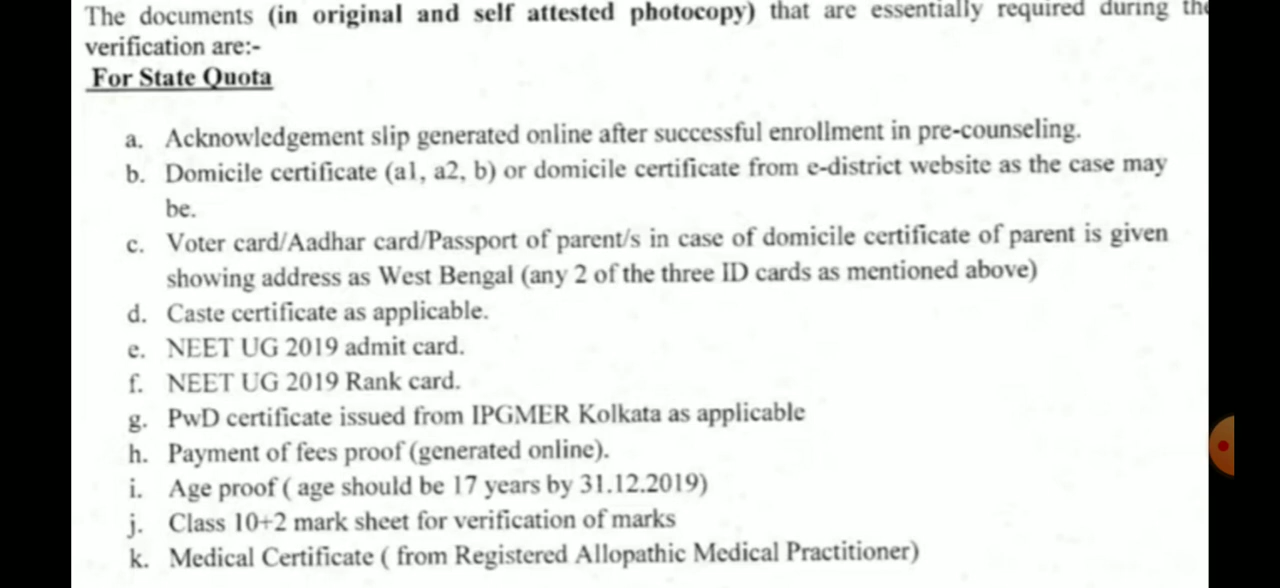 The documents (in original and self attested photocopy) that are essentially required during the
verification are:-
For State Quota
a. Acknowledgement slip generated online after successful enrollment in pre-counseling.
b. Domicile certificate (a1, a2, b) or domicile certificate from e-district website as the case may
be.
c. Voter card/Aadhar card/Passport of parent/s in case of domicile certificate of parent is given
showing address as West Bengal (any 2 of the three ID cards as mentioned above)
d. Caste certificate as applicable.
e. NEET UG 2019 admit card.
f. NEET UG 2019 Rank card.
g. PwD certificate issued from IPGMER Kolkata as applicable
h. Payment of fees proof (generated online).
i. Age proof ( age should be 17 years by 31.12.2019)
j. Class 10+2 mark sheet for verification of marks
k. Medical Certificate ( from Registered Allopathic Medical Practitioner)